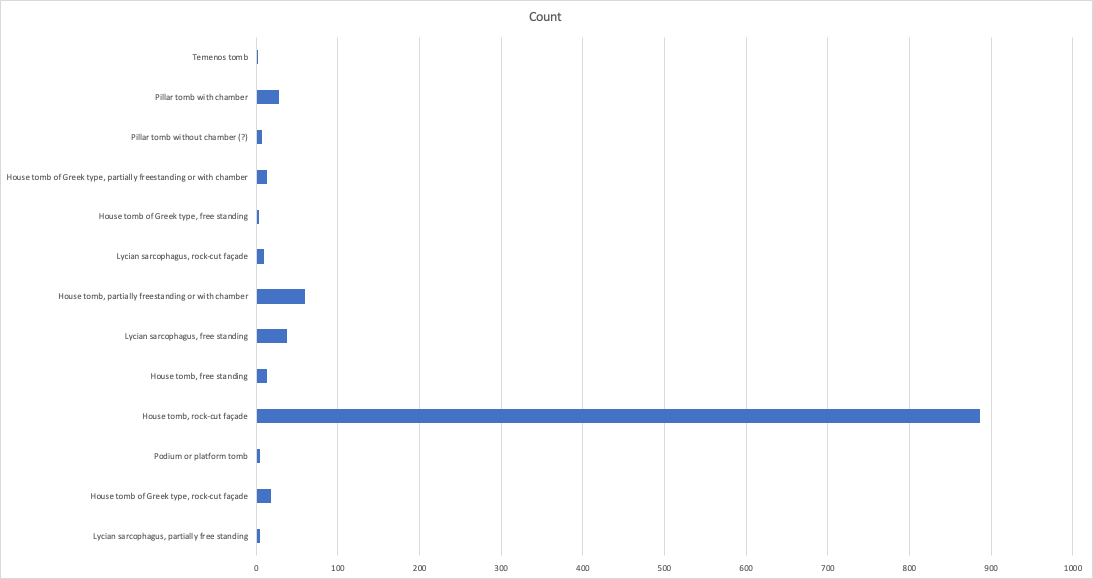 Count
Temenos tomb
Pillar tomb with chamber
Pillar tomb without chamber (?)
House tomb of Greek type, partially freestanding or with chamber
House tomb of Greek type, free standing
Lycian sarcophagus, rock-cut façade
House tomb, partially freestanding or with chamber
Lycian sarcophagus, free standing
House tomb, free standing
House tomb, rock-cut façade
Podium or platform tomb
House tomb of Greek type, rock-cut façade
Lycian sarcophagus, partially free standing
0 100 200 300 400 500 600 700 800 900 1000